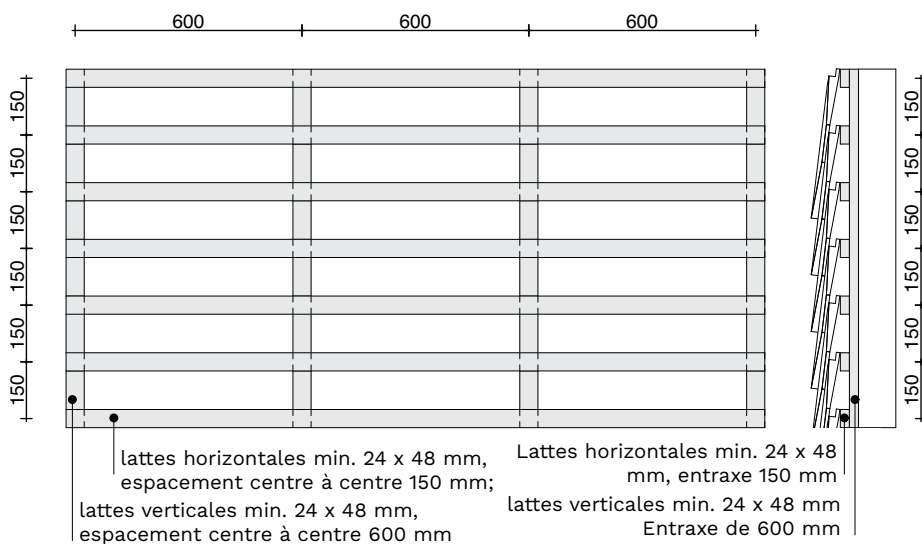 600
600
600
150
150
150
150
150
150
150
150
150
150
150
150
lattes horizontales min. 24 x 48 mm,
espacement centre à centre 150 mm;
lattes verticales min. 24 x 48 mm,
espacement centre à centre 600 mm
Lattes horizontales min. 24 x 48
mm, entraxe 150 mm
lattes verticales min. 24 x 48 mm
Entraxe de 600 mm